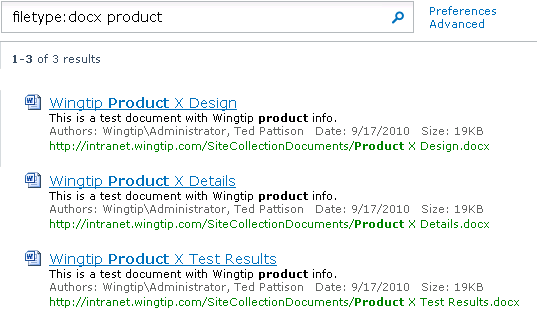 filetype:docx product
Preferences
Advanced
1-3 of 3 results
Wingtip Product X Design
This is a test document with Wingtip product info.
Authors: Wingtip\Administrator, Ted Pattison Date: 9/17/2010 Size: 19KB
http://intranet.wingtip.com/SiteCollectionDocuments/Product X Design.docx
Wingtip Product X Details
This is a test document with Wingtip product info.
Authors: Wingtip\Administrator, Ted Pattison Date: 9/17/2010 Size: 19KB
http://intranet.wingtip.com/SiteCollectionDocuments/Product X Details.docx
Wingtip Product X Test Results
This is a test document with Wingtip product info.
Authors: Wingtip\Administrator, Ted Pattison Date: 9/17/2010 Size: 19KB
http://intranet.wingtip.com/SiteCollectionDocuments/Product X Test Results.docx